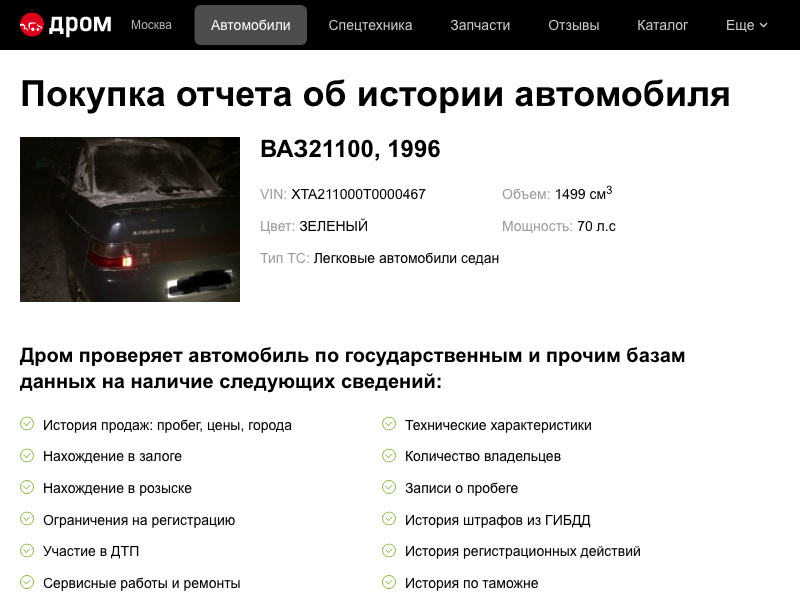 дром Москва Автомобили Спецтехника Запчасти Отзывы Каталог Еще
Покупка отчета об истории автомобиля
ВАЗ21100, 1996
VIN: XTA211000T0000467 Объем: 1499 см3
Цвет: ЗЕЛЕНЫЙ Мощность: 70 л.с
Тип ТС: Легковые автомобили седан
Дром проверяет автомобиль по государственным и прочим базам
данных на наличие следующих сведений:
История продаж: пробег, цены, города
Нахождение в залоге
Нахождение в розыске
Ограничения на регистрацию
Участие в ДТП
Сервисные работы и ремонты
Технические характеристики
Количество владельцев
Записи о пробеге
История штрафов из ГИБДД
История регистрационных действий
История по таможне